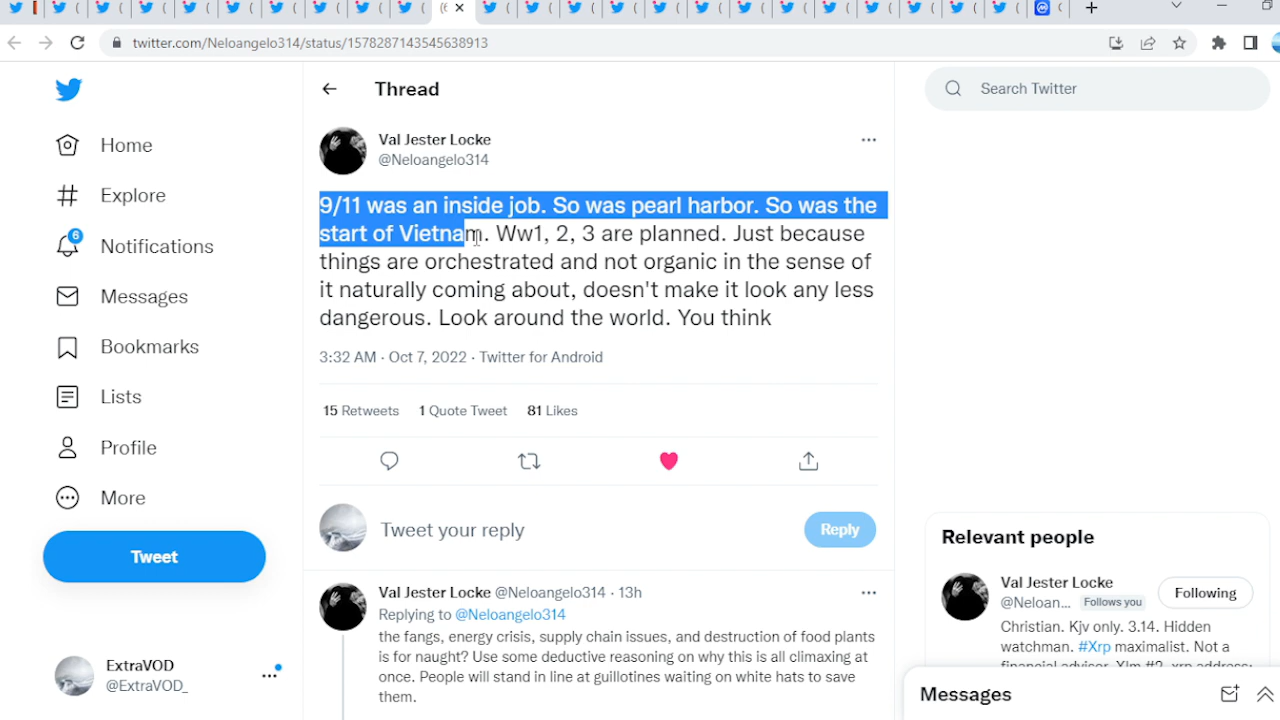 twitter.com/Neloangelo314/status/1578287143545638913
Thread
Search Twitter
Home
Explore
6
Notifications
Messages
Bookmarks
Lists
Profile
More
Tweet
ExtraVOD
@ExtraVOD_
Val Jester Locke
@Neloangelo314
9/11 was an inside job. So was pearl harbor. So was the
start of Vietnam. Ww1, 2, 3 are planned. Just because
things are orchestrated and not organic in the sense of
it naturally coming about, doesn't make it look any less
dangerous. Look around the world. You think
3:32 AM · Oct 7, 2022 · Twitter for Android
15 Retweets 1 Quote Tweet 81 Likes
Tweet your reply
Reply
Val Jester Locke @Neloangelo314 · 13h
Replying to @Neloangelo314
the fangs, energy crisis, supply chain issues, and destruction of food plants
is for naught? Use some deductive reasoning on why this is all climaxing at
once. People will stand in line at guillotines waiting on white hats to save
them.
Relevant people
Val Jester Locke
@Neloan... Follows you
Following
Christian. Kjv only. 3.14. Hidden
watchman. #Xrp maximalist. Not a
financial advisor. Xlm #2. xrp address:
Messages